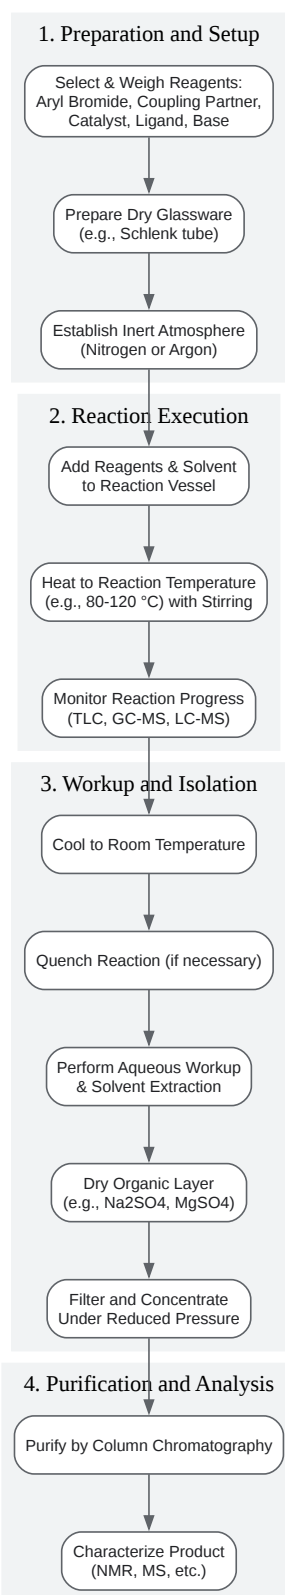 1. Preparation and Setup
Select & Weigh Reagents:
Aryl Bromide, Coupling Partner,
Catalyst, Ligand, Base
Prepare Dry Glassware
(e.g., Schlenk tube)
Establish Inert Atmosphere
(Nitrogen or Argon)
2. Reaction Execution
Add Reagents & Solvent
to Reaction Vessel
Heat to Reaction Temperature
(e.g., 80-120 °C) with Stirring
Monitor Reaction Progress
(TLC, GC-MS, LC-MS)
3. Workup and Isolation
Cool to Room Temperature
Quench Reaction (if necessary)
Perform Aqueous Workup
& Solvent Extraction
Dry Organic Layer
(e.g., Na2SO4, MgSO4)
Filter and Concentrate
Under Reduced Pressure
4. Purification and Analysis
Purify by Column Chromatography
Characterize Product
(NMR, MS, etc.)